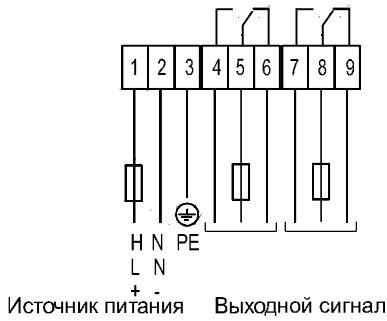 1 2 3 4 5 6 7 8 9
H N PE
L N
+ -
Источник питания Выходной сигнал